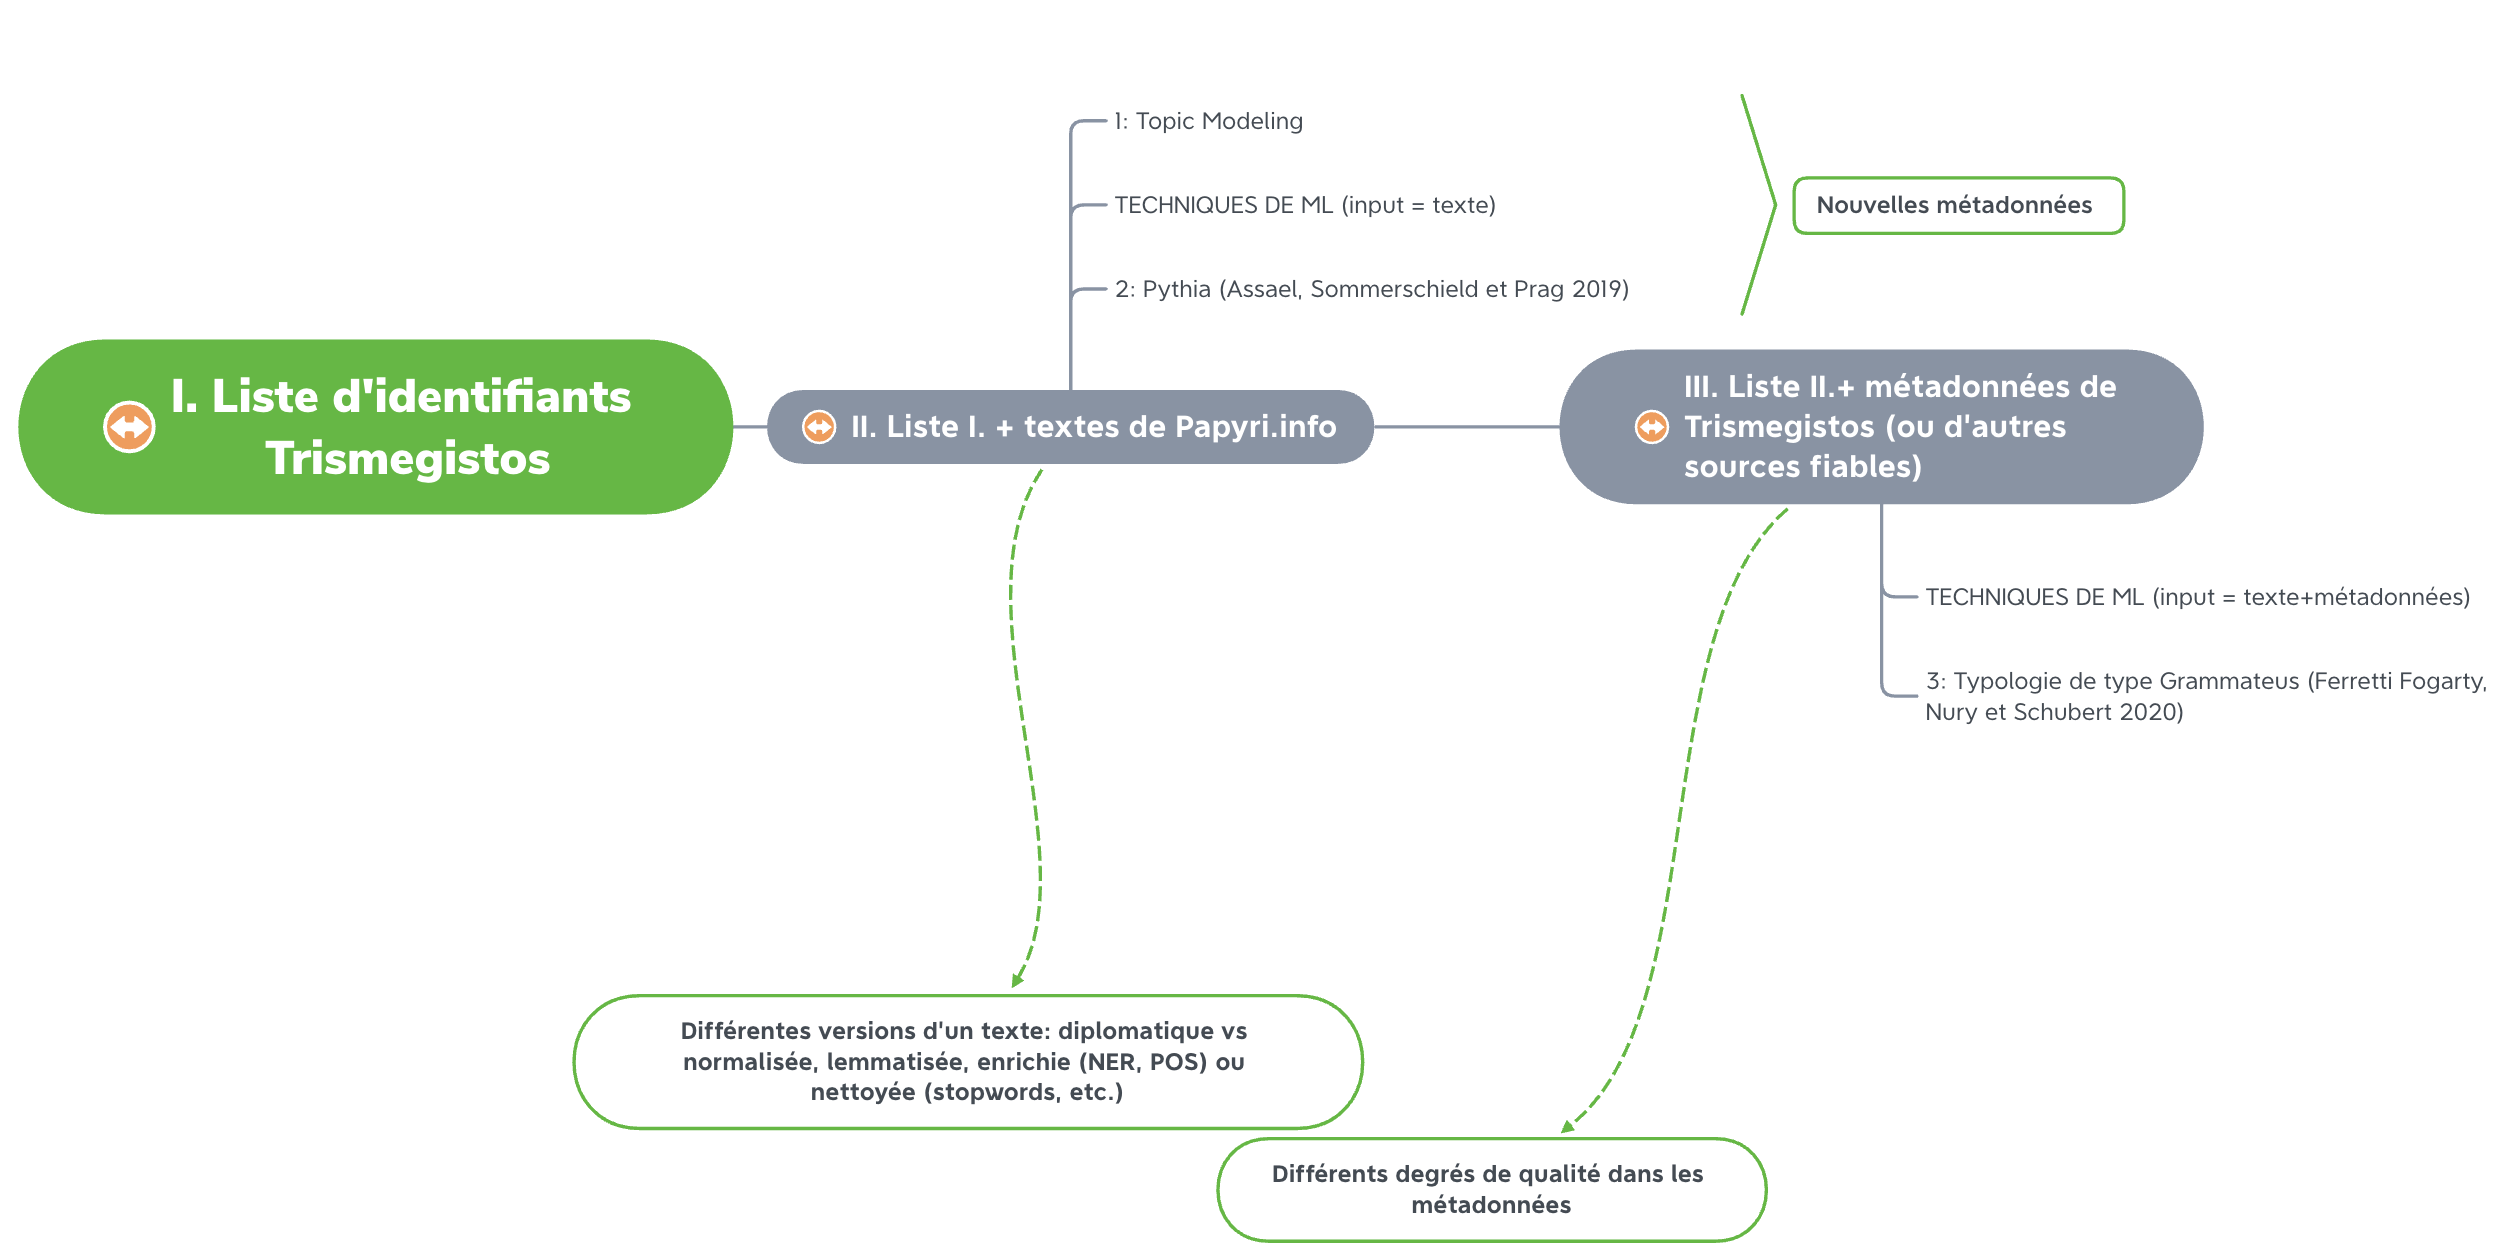 1: Topic Modeling
TECHNIQUES DE ML (input = texte)
Nouvelles métadonnées
2: Pythia (Assael, Sommerschield et Prag 2019)
I. Liste d'identifiants
Trismegistos
II. Liste I. + textes de Papyri.info
III. Liste II.+ métadonnées de
Trismegistos (ou d'autres
sources fiables)
TECHNIQUES DE ML (input = texte+métadonnées)
3: Typologie de type Grammateus (Ferretti Fogarty,
Nury et Schubert 2020)
Différentes versions d'un texte: diplomatique vs
normalisée, lemmatisée, enrichie (NER, POS) ou
nettoyée (stopwords, etc.)
Différents degrés de qualité dans les
métadonnées